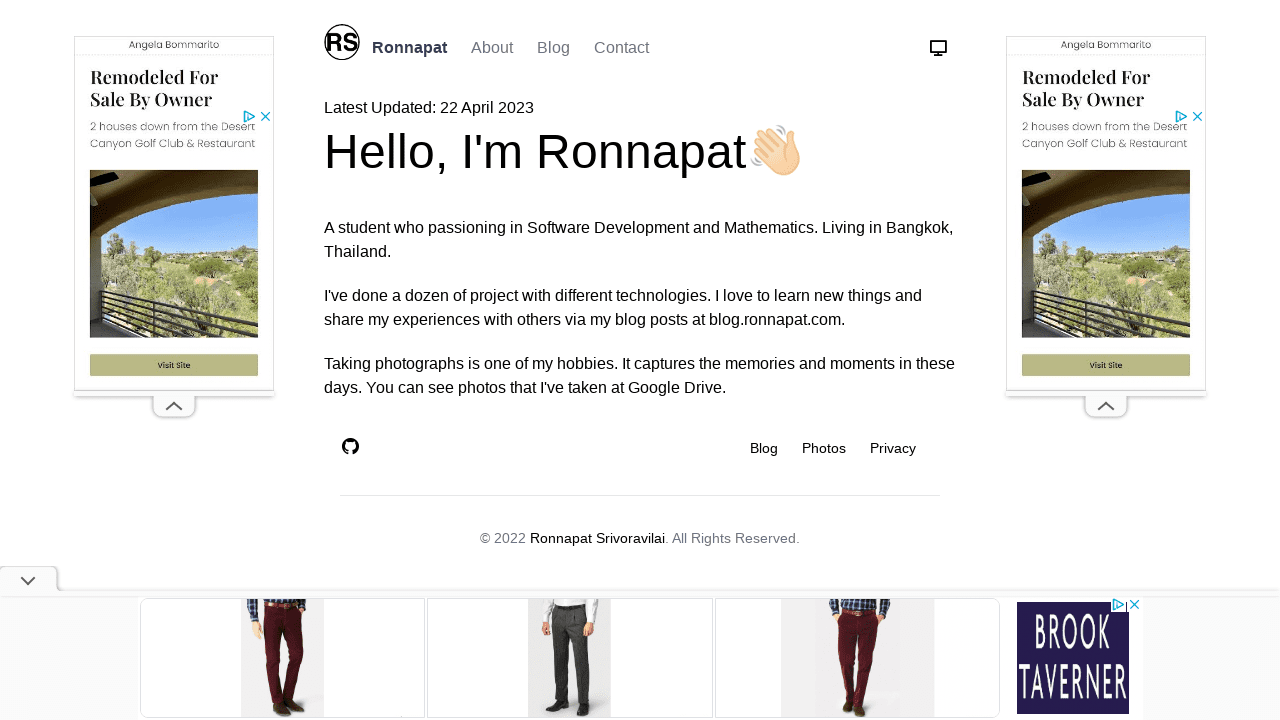 RS
Ronnapat About Blog Contact
Latest Updated: 22 April 2023
Hello, I'm Ronnapat
A student who passioning in Software Development and Mathematics. Living in Bangkok,
Thailand.
I've done a dozen of project with different technologies. I love to learn new things and
share my experiences with others via my blog posts at blog.ronnapat.com.
Taking photographs is one of my hobbies. It captures the memories and moments in these
days. You can see photos that I've taken at Google Drive.
Blog Photos Privacy
© 2022 Ronnapat Srivoravilai. All Rights Reserved.
Angela Bommarito
Remodeled For
Sale By Owner
2 houses down from the Desert
Canyon Golf Club & Restaurant
Visit Site
Angela Bommarito
Remodeled For
Sale By Owner
2 houses down from the Desert
Canyon Golf Club & Restaurant
Visit Site
BROOK
TAVERNER